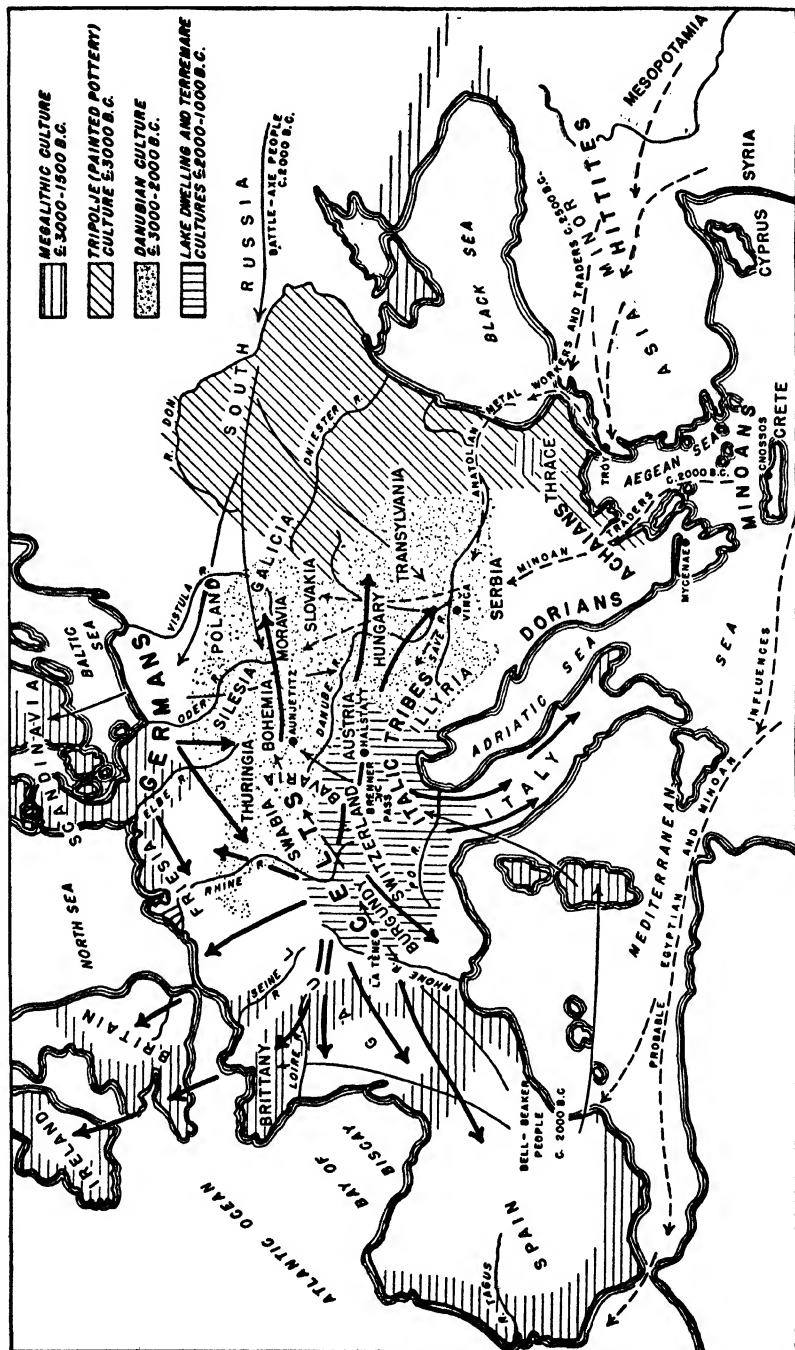 MEGALITHIC CULTURE
£.3000-1500 B.C.
TRIPOLJE (PAINTED POTTERY)
CULTURE £.3000 B.C.
DANUBIAN CULTURE
£. 3000-2000 B.C.
LAKE DWELLING AND TERREMARE
CULTURES £.2000-1000 B.C.
SCANDINAVIA
BALTIC
SEA
NORTH SEA
IRELAND
BRITAIN
ATLANTIC OCEAN
BAY OF
BISCAY
BRITTANY
SEINE
R.
LOIRE R.
GAUL
FRESA
GERMANS
ELBE R.
RHINE R.
ODER R.
VISTULA R.
POLAND
SILESIA
THURINGIA
GALICIA
SOUTH RUSSIA
R. DON
BATTLE-AXE PEOPLE
C.2000 B.C.
DNIESTER R.
BOHEMIA
MORAVIA
AUNJETITZ
SLOVAKIA
SWABIA
BAVA
CELTS
DANUBE R.
AUSTRIA
HALSTATT
HUNGARY
TRANSYLVANIA
BURGUNDY
LA TÈNE
SWITZERLAND
BRENNER
PASS
RHONE
R.
PO R.
ITALIC TRIBES
ILLYRIA
SAVE R.
VINCA
SERBIA
ITALY
ADRIATIC SEA
DORIANS
ACHAIANS
THRACE
BLACK SEA
ANATOLIAN METAL WORKERS AND TRADERS C.2500 B.C.
ASIA MINOR
HITTITES
MESOPOTAMIA
SYRIA
CYPRUS
TROY
AEGEAN SEA
MINOAN TRADERS C.2000 B.C.
MYCENAE
MINOANS
CNOSSOS
CRETE
SPAIN
R. TAGUS
BELL-BEAKER
PEOPLE
C. 2000 B.C
MEDITERRANEAN SEA
PROBABLE EGYPTIAN AND MINOAN INFLUENCES